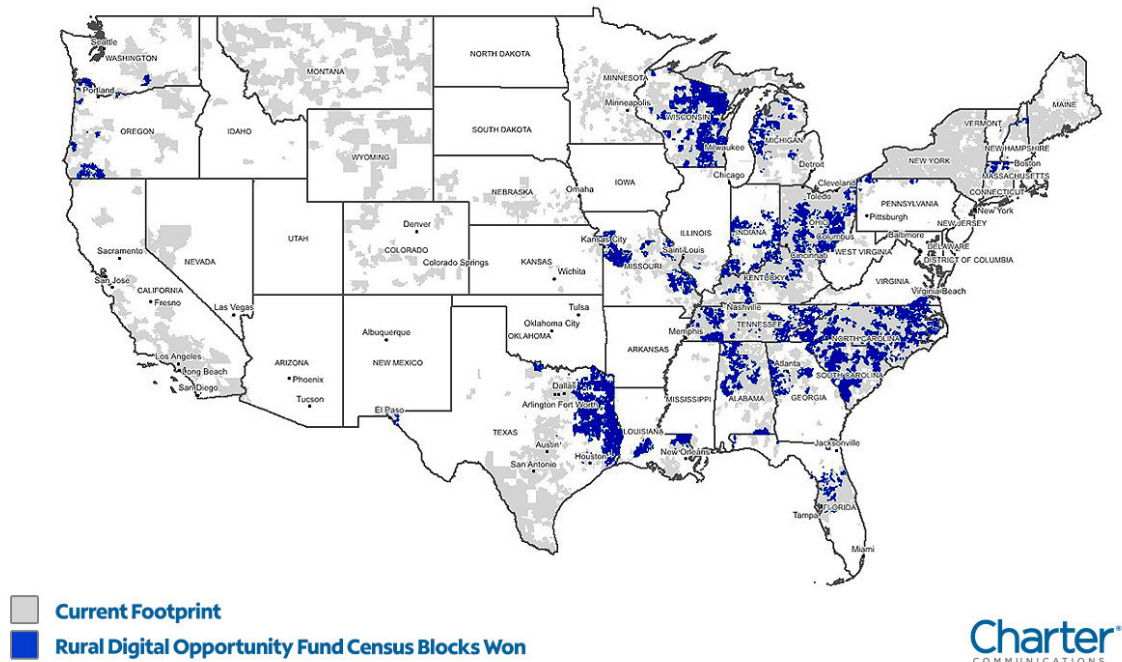 Seattle
WASHINGTON
Portland
OREGON
IDAHO
MONTANA
WYOMING
NORTH DAKOTA
SOUTH DAKOTA
NEBRASKA
Omaha
MINNESOTA
Minneapolis
WISCONSIN
Milwaukee
MICHIGAN
Detroit
Chicago
IOWA
ILLINOIS
INDIANA
Toledo
Cleveland
OHIO
Columbus
Cincinnati
MAINE
VERMONT
NEW HAMPSHIRE
NEW YORK
Boston
MASSACHUSETTS
CONNECTICUT
New York
PENNSYLVANIA
Pittsburgh
NEW JERSEY
Baltimore
DELAWARE
DISTRICT OF COLUMBIA
WEST VIRGINIA
VIRGINIA
Virginia Beach
Sacramento
San Jose
CALIFORNIA
Fresno
NEVADA
Las Vegas
Los Angeles
Long Beach
San Diego
UTAH
Denver
COLORADO
Colorado Springs
KANSAS
Wichita
Kansas City
MISSOURI
Saint Louis
KENTUCKY
Nashville
TENNESSEE
Memphis
NORTH CAROLINA
SOUTH CAROLINA
Atlanta
GEORGIA
ALABAMA
MISSISSIPPI
ARKANSAS
Tulsa
Oklahoma City
OKLAHOMA
Albuquerque
NEW MEXICO
ARIZONA
Phoenix
Tucson
El Paso
TEXAS
Dallas
Arlington Fort Worth
Austin
San Antonio
Houston
LOUISIANA
New Orleans
Jacksonville
FLORIDA
Tampa
Miami
Current Footprint
Rural Digital Opportunity Fund Census Blocks Won
Charter®
COMMUNICATIONS